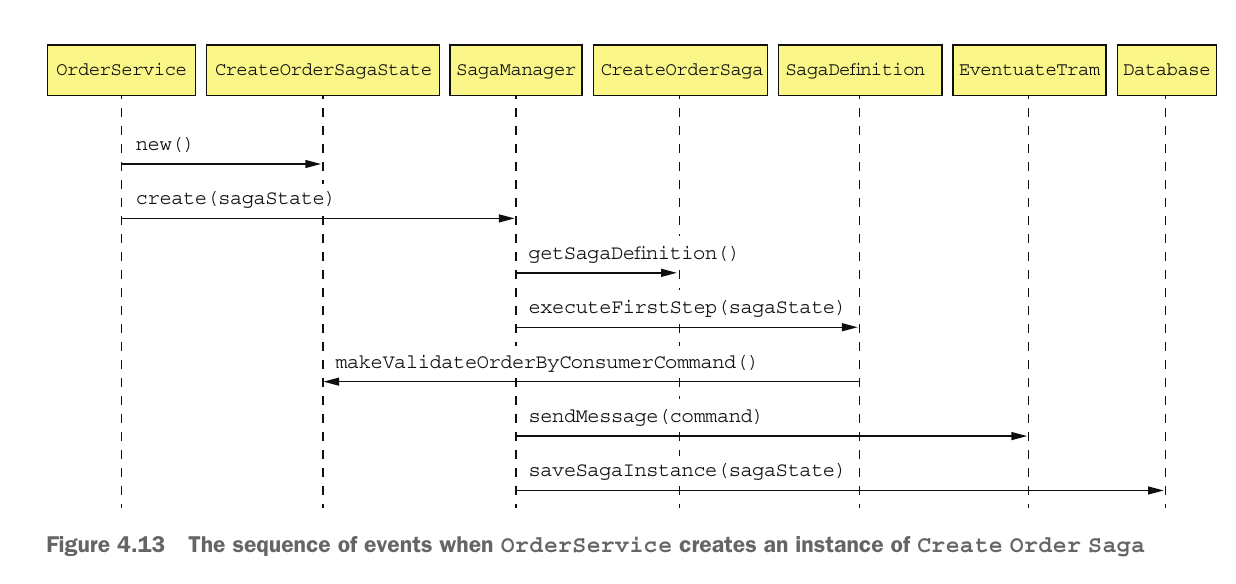 OrderService CreateOrderSagaState SagaManager CreateOrderSaga SagaDefinition EventuateTram Database
new()
create(sagaState)
getSagaDefinition()
executeFirstStep(sagaState)
makeValidateOrderByConsumerCommand()
sendMessage(command)
saveSagaInstance(sagaState)
Figure 4.13 The sequence of events when OrderService creates an instance of Create Order Saga